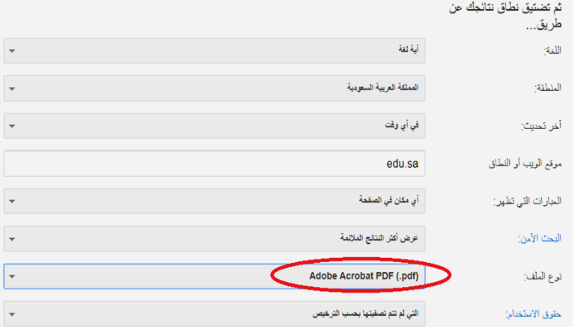 ثم تضييق نطاق نتائجك عن
طريق...
اللغة: أية لغة
المنطقة: المملكة العربية السعودية
آخر تحديث: في أي وقت
موقع الويب أو النطاق edu.sa
العبارات التي تظهر: أي مكان في الصفحة
البحث الآمن: عرض أكثر النتائج الملائمة
نوع الملف: Adobe Acrobat PDF (.pdf)
حقوق الاستخدام: التي لم تتم تصفيتها بحسب الترخيص